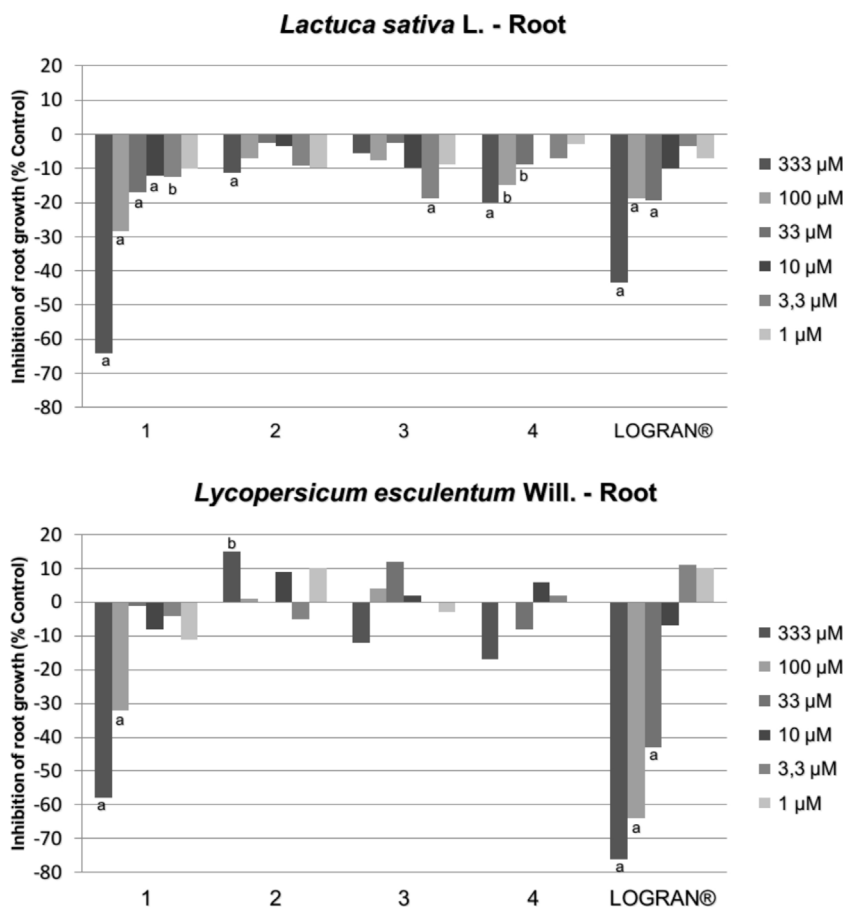 Lactuca sativa L. - Root
Inhibition of root growth (% Control)
20
10
0
-10
-20
-30
-40
-50
-60
-70
-80
a
a
a
a
b
a
a
a
b
b
a
a
a
1
2
3
4
LOGRAN®
333 µM
100 µM
33 µM
10 µM
3,3 µM
1 µM
Lycopersicum esculentum Will. - Root
Inhibition of root growth (% Control)
20
10
0
-10
-20
-30
-40
-50
-60
-70
-80
a
a
b
a
a
a
1
2
3
4
LOGRAN®
333 µM
100 µM
33 µM
10 µM
3,3 µM
1 µM